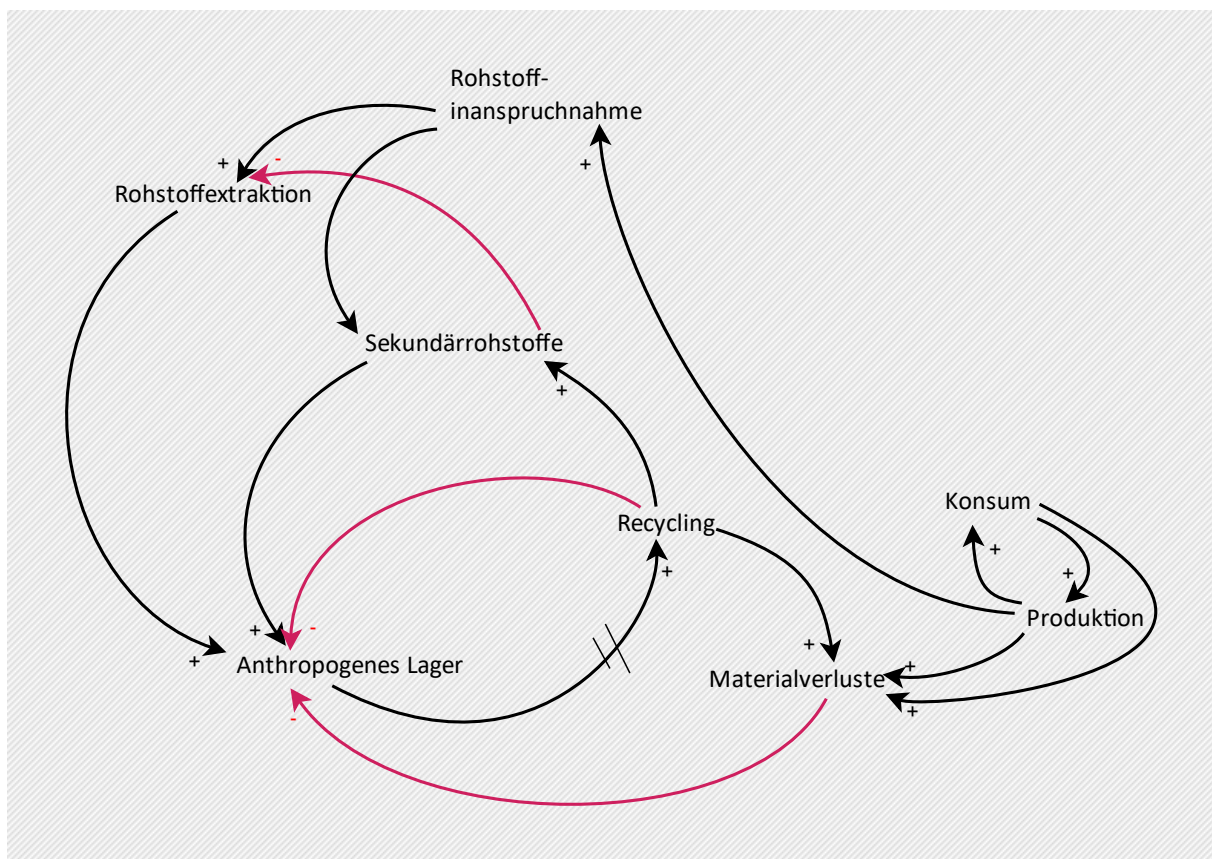 Rohstoff-
inanspruchnahme
+
-
+
Rohstoffextraktion
Sekundärrohstoffe
+
Konsum
+
Recycling
+
+
Produktion
+
-
+
+
Anthropogenes Lager
+
Materialverluste
-
+